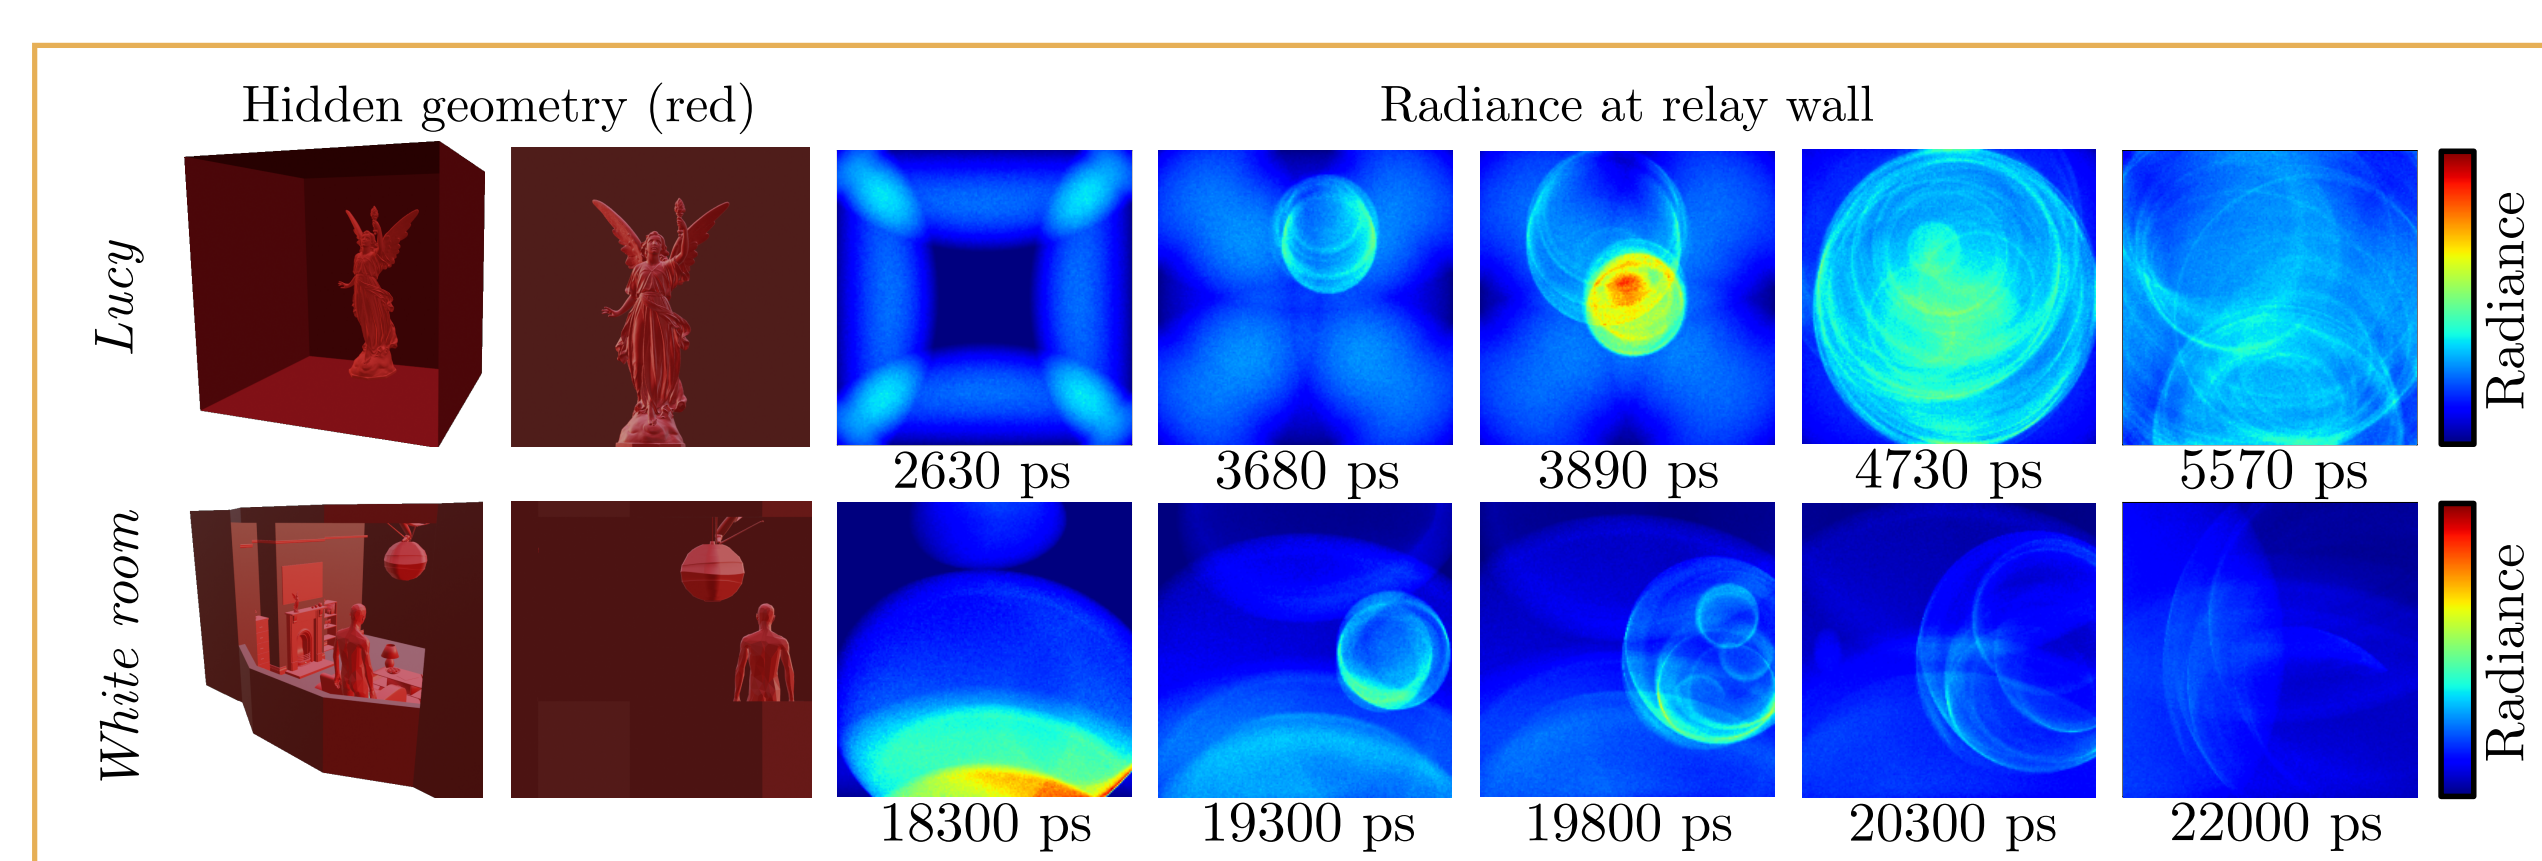 Hidden geometry (red)
Radiance at relay wall
Lucy
2630 ps
3680 ps
3890 ps
4730 ps
5570 ps
Radiance
White room
18300 ps
19300 ps
19800 ps
20300 ps
22000 ps
Radiance